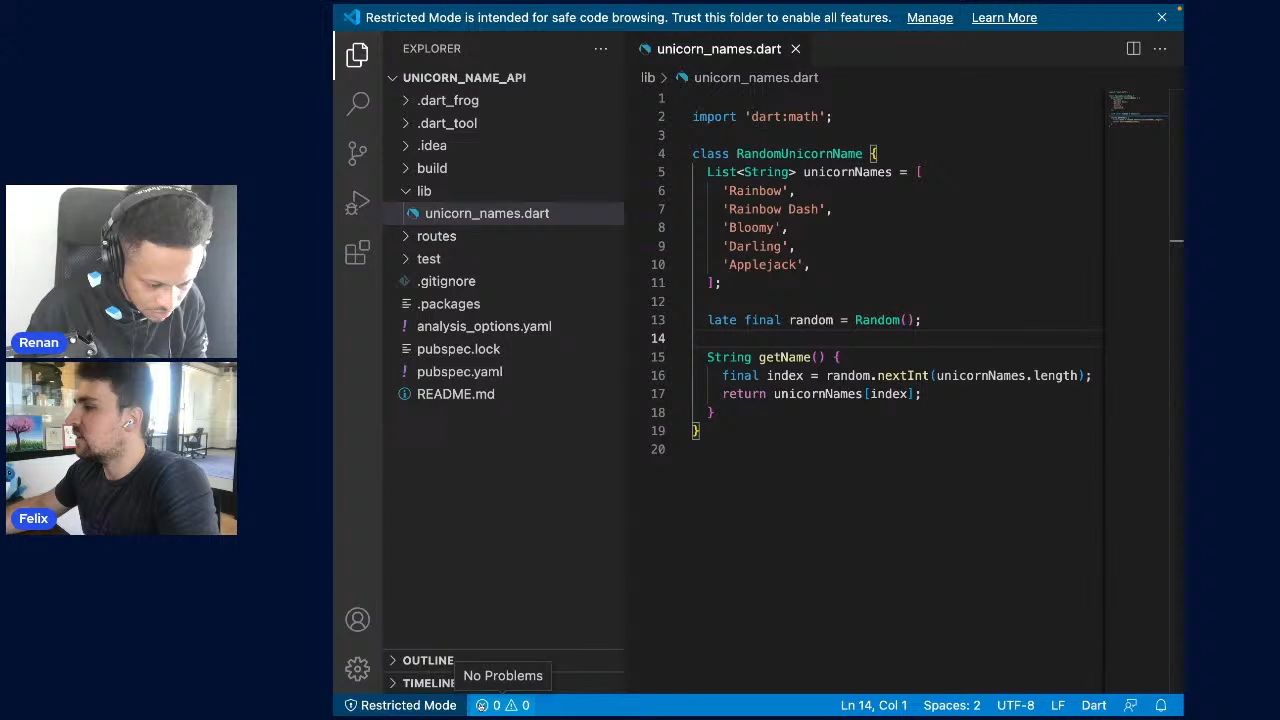 Restricted Mode is intended for safe code browsing. Trust this folder to enable all features. Manage Learn More
EXPLORER
UNICORN_NAME_API
.dart_frog
.dart_tool
.idea
build
lib
unicorn_names.dart
routes
test
.gitignore
.packages
analysis_options.yaml
pubspec.lock
pubspec.yaml
README.md
OUTLINE
TIMELINE
No Problems
unicorn_names.dart
lib > unicorn_names.dart
1
2 import 'dart:math';
3
4 class RandomUnicornName {
5 List<String> unicornNames = [
6 'Rainbow',
7 'Rainbow Dash',
8 'Bloomy',
9 'Darling',
10 'Applejack',
11 ];
12
13 late final random = Random();
14
15 String getName() {
16 final index = random.nextInt(unicornNames.length);
17 return unicornNames[index];
18 }
19 }
20
Renan
Felix
Restricted Mode 0 0 Ln 14, Col 1 Spaces: 2 UTF-8 LF Dart